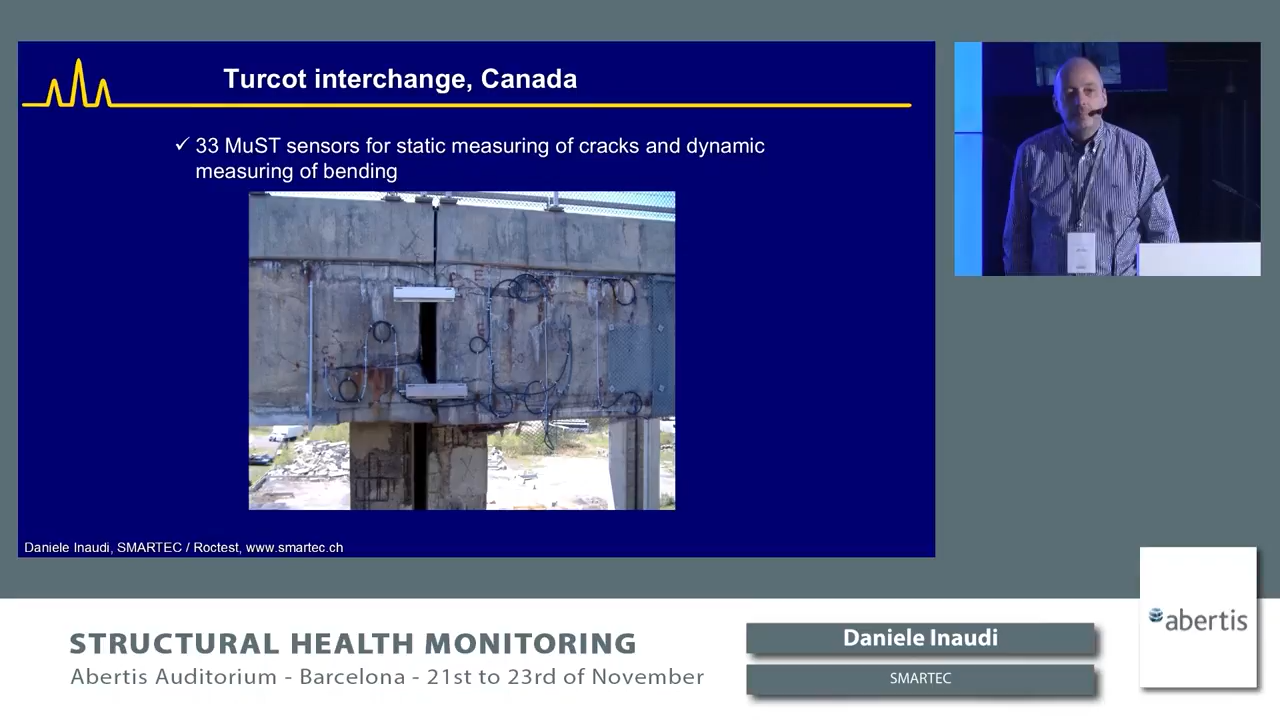 Turcot interchange, Canada
✓ 33 MuST sensors for static measuring of cracks and dynamic
measuring of bending
Daniele Inaudi, SMARTEC / Roctest, www.smartec.ch
STRUCTURAL HEALTH MONITORING
Abertis Auditorium - Barcelona - 21st to 23rd of November
Daniele Inaudi
SMARTEC
abertis